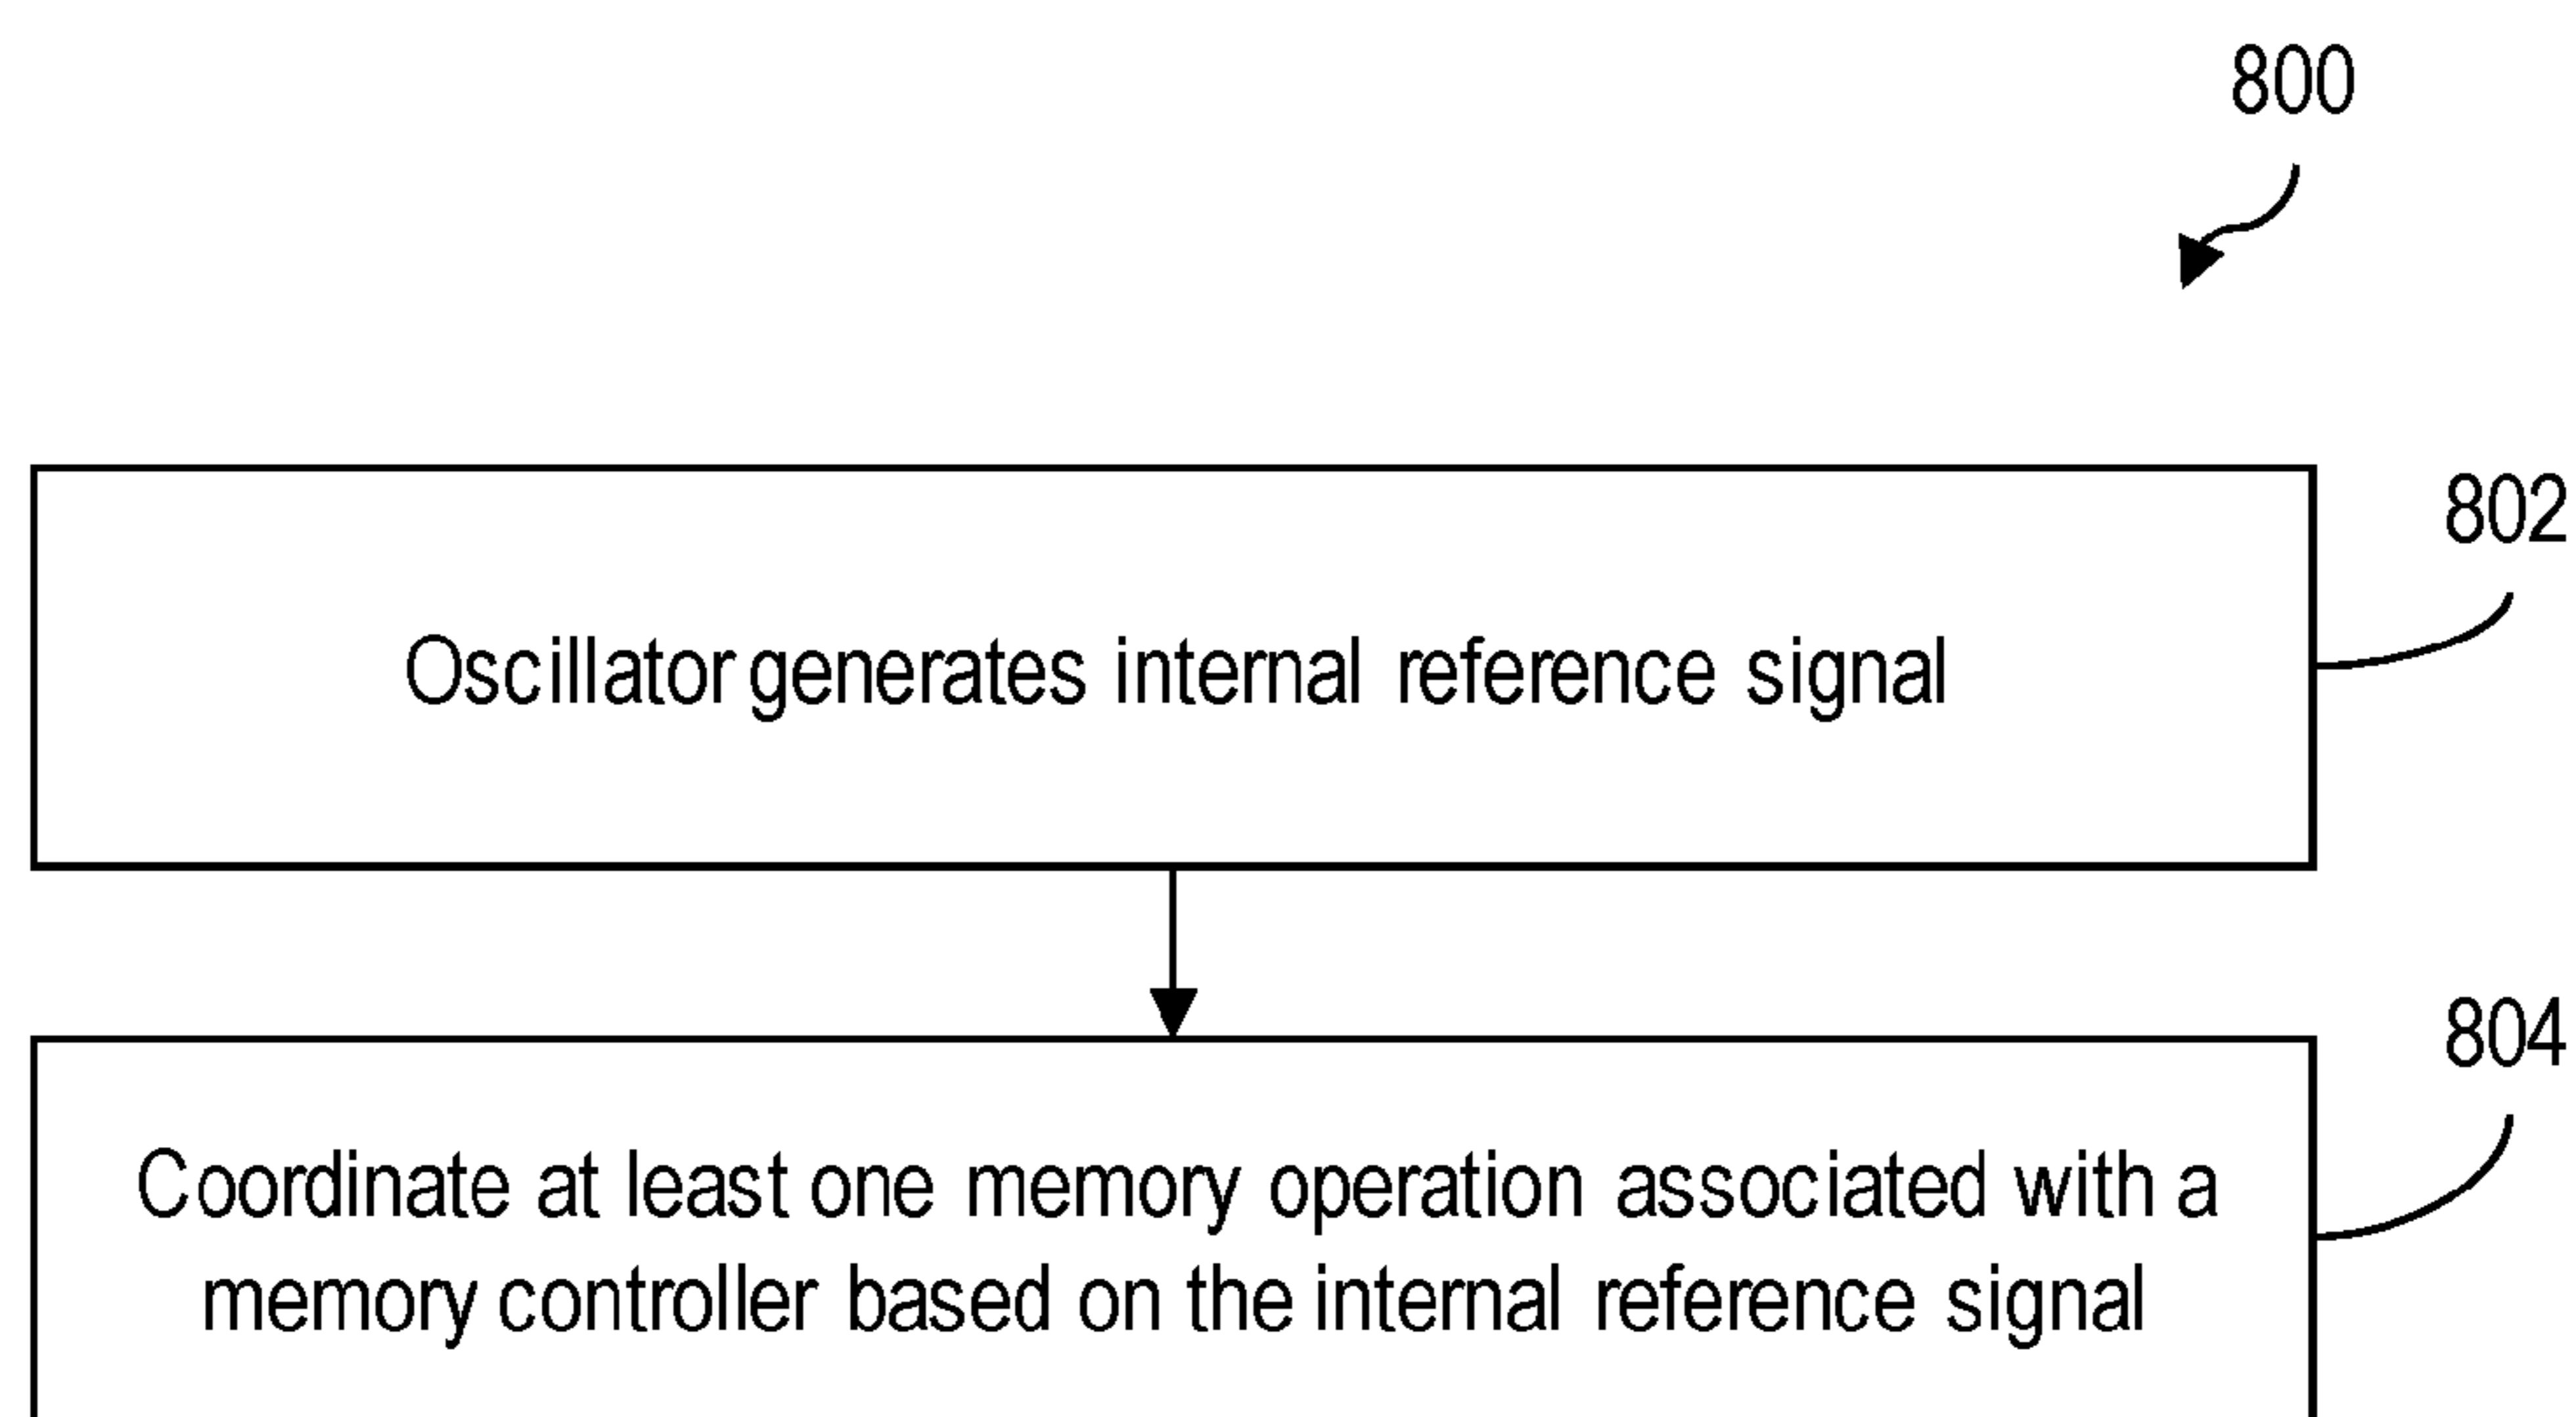 800
802
Oscillator generates internal reference signal
804
Coordinate at least one memory operation associated with a
memory controller based on the internal reference signal